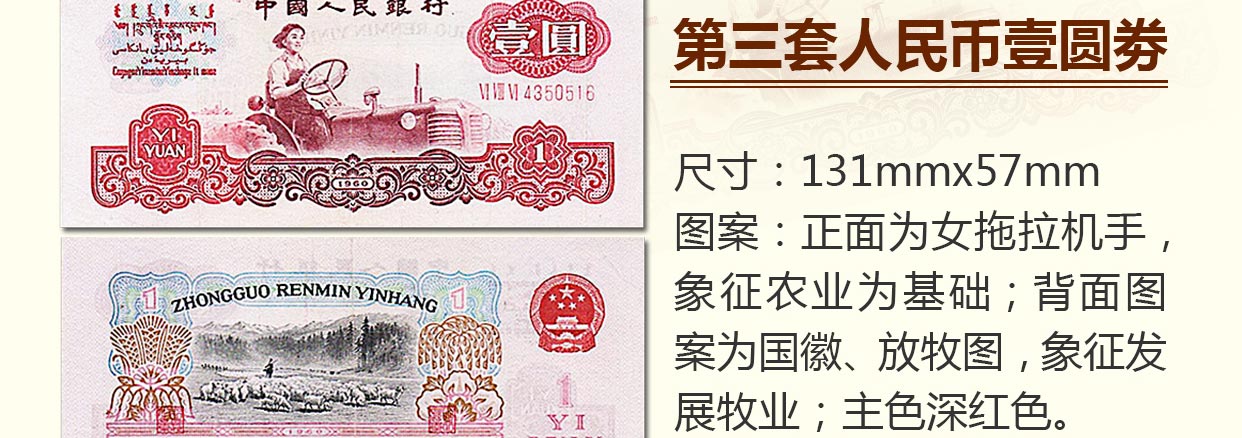 中國人民銀行
壹圓
VI VIII VI 4350516
YI
YUAN
1
1960
第三套人民币壹圆券
尺寸：131mmx57mm
图案：正面为女拖拉机手，
象征农业为基础；背面图
案为国徽、放牧图，象征发
展牧业；主色深红色。
1
ZHONGGUO RENMIN YINHANG
1
1
YI